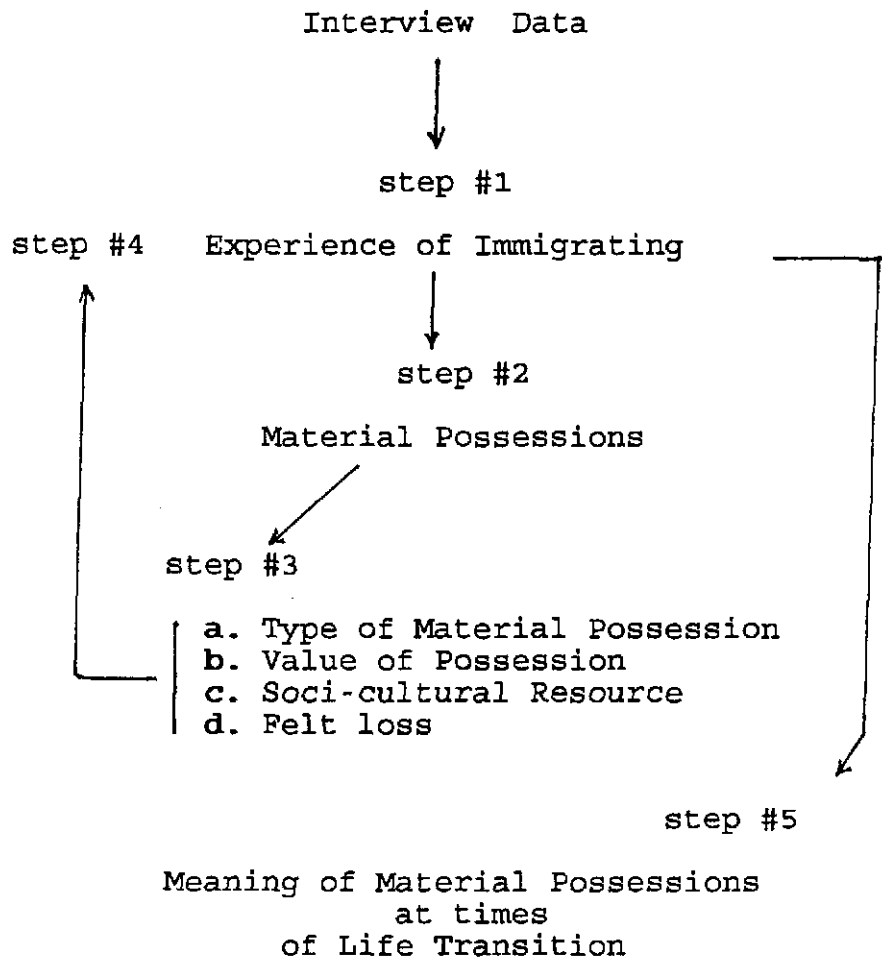 Interview Data
step #1
step #4 Experience of Immigrating
step #2
Material Possessions
step #3
a. Type of Material Possession
b. Value of Possession
c. Soci-cultural Resource
d. Felt loss
step #5
Meaning of Material Possessions
at times
of Life Transition